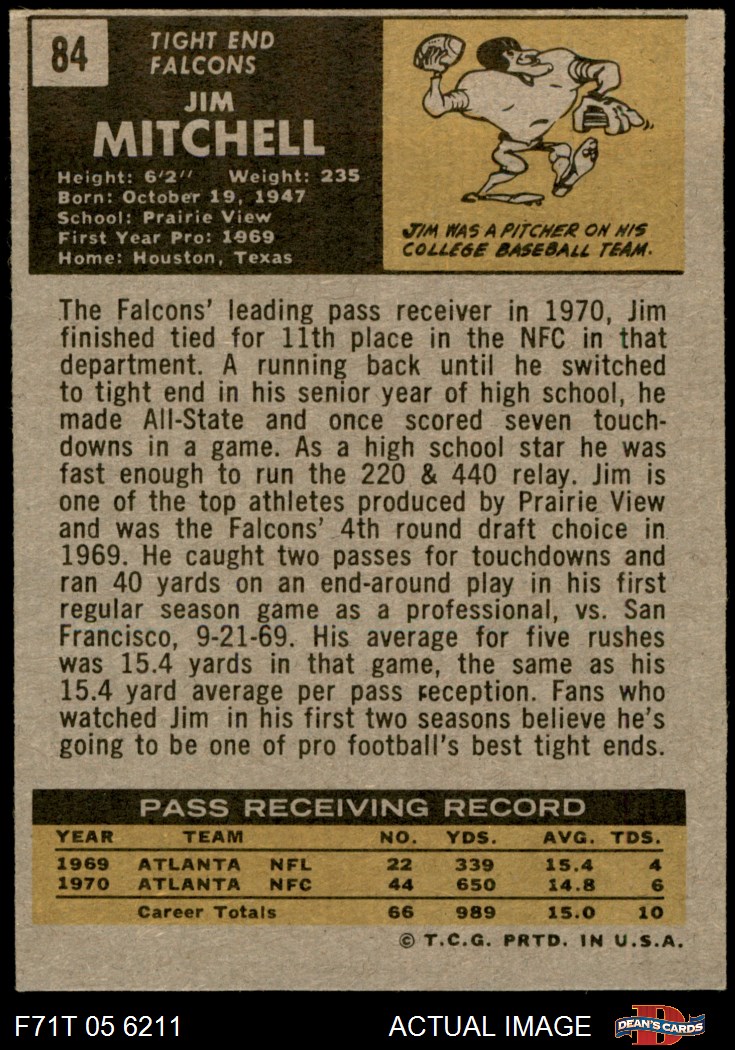 84
TIGHT END
FALCONS
JIM
MITCHELL
Height: 6'2" Weight: 235
Born: October 19, 1947
School: Prairie View
First Year Pro: 1969
Home: Houston, Texas
JIM WAS A PITCHER ON HIS
COLLEGE BASEBALL TEAM.
The Falcons' leading pass receiver in 1970, Jim
finished tied for 11th place in the NFC in that
department. A running back until he switched
to tight end in his senior year of high school, he
made All-State and once scored seven touch-
downs in a game. As a high school star he was
fast enough to run the 220 & 440 relay. Jim is
one of the top athletes produced by Prairie View
and was the Falcons' 4th round draft choice in
1969. He caught two passes for touchdowns and
ran 40 yards on an end-around play in his first
regular season game as a professional, vs. San
Francisco, 9-21-69. His average for five rushes
was 15.4 yards in that game, the same as his
15.4 yard average per pass reception. Fans who
watched Jim in his first two seasons believe he's
going to be one of pro football's best tight ends.
PASS RECEIVING RECORD
YEAR TEAM NO. YDS. AVG. TDS.
1969 ATLANTA NFL 22 339 15.4 4
1970 ATLANTA NFC 44 650 14.8 6
Career Totals 66 989 15.0 10
© T.C.G. PRTD. IN U.S.A.
F71T 05 6211 ACTUAL IMAGE D DEAN'S CARDS